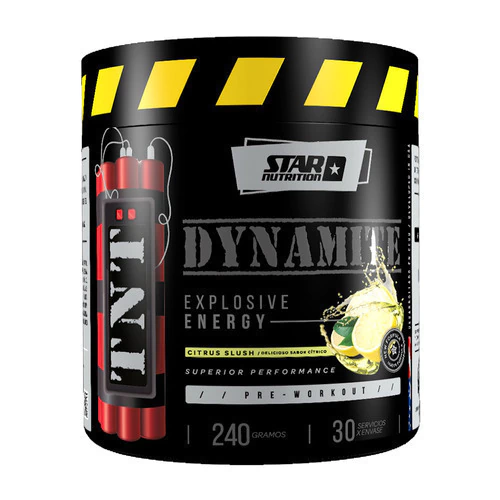 STAR
NUTRITION
TNT
DYNAMITE
EXPLOSIVE
ENERGY
CITRUS SLUSH / DELICIOSO SABOR CÍTRICO
SUPERIOR PERFORMANCE
// PRE-WORKOUT //
240 GRAMOS
30 SERVICIOS
X ENVASE